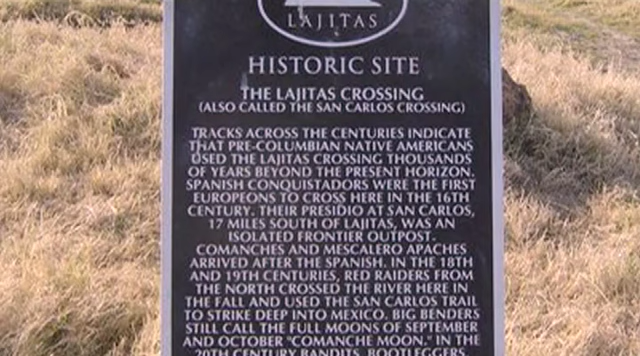 LAJITAS
HISTORIC SITE
THE LAJITAS CROSSING
(ALSO CALLED THE SAN CARLOS CROSSING)
TRACKS ACROSS THE CENTURIES INDICATE
THAT PRE-COLUMBIAN NATIVE AMERICANS
USED THE LAJITAS CROSSING THOUSANDS
OF YEARS BEYOND THE PRESENT HORIZON.
SPANISH CONQUISTADORS WERE THE FIRST
EUROPEONS TO CROSS HERE IN THE 16TH
CENTURY. THEIR PRESIDIO AT SAN CARLOS,
17 MILES SOUTH OF LAJITAS, WAS AN
ISOLATED FRONTIER OUTPOST.
COMANCHES AND MESCALERO APACHES
ARRIVED AFTER THE SPANISH. IN THE 18TH
AND 19TH CENTURIES, RED RAIDERS FROM
THE NORTH CROSSED THE RIVER HERE IN
THE FALL AND USED THE SAN CARLOS TRAIL
TO STRIKE DEEP INTO MEXICO. BIG BENDERS
STILL CALL THE FULL MOONS OF SEPTEMBER
AND OCTOBER "COMANCHE MOON." IN THE
20TH CENTURY BANDITS, BOOTLEGGERS,